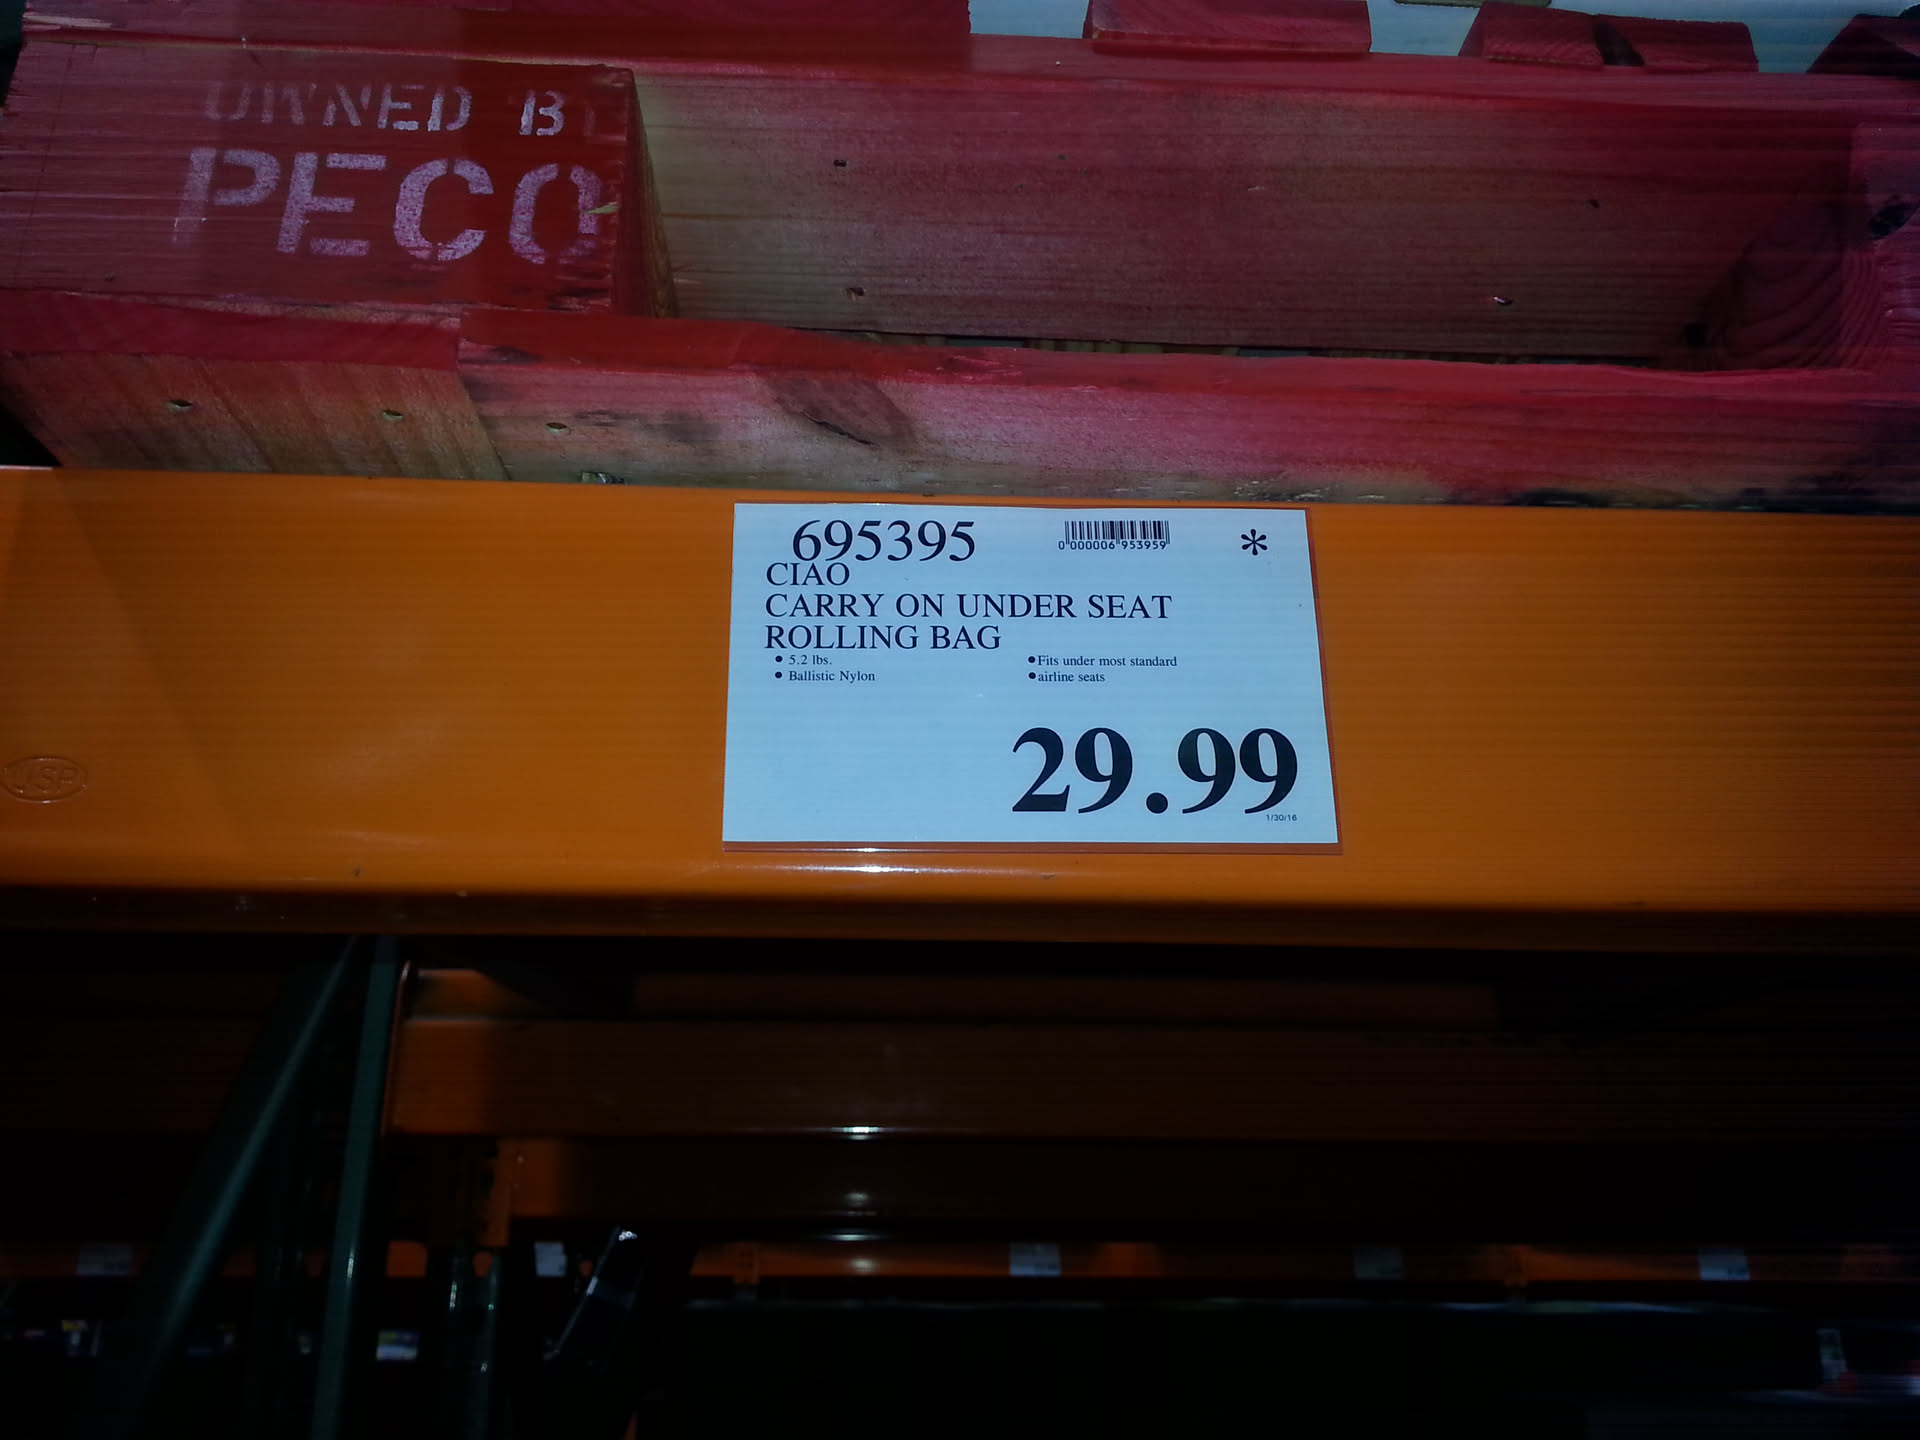 OWNED B
PECO
695395
0 000006 953959
*
CIAO
CARRY ON UNDER SEAT
ROLLING BAG
• 5.2 lbs.
• Ballistic Nylon
• Fits under most standard
• airline seats
29.99
1/30/16